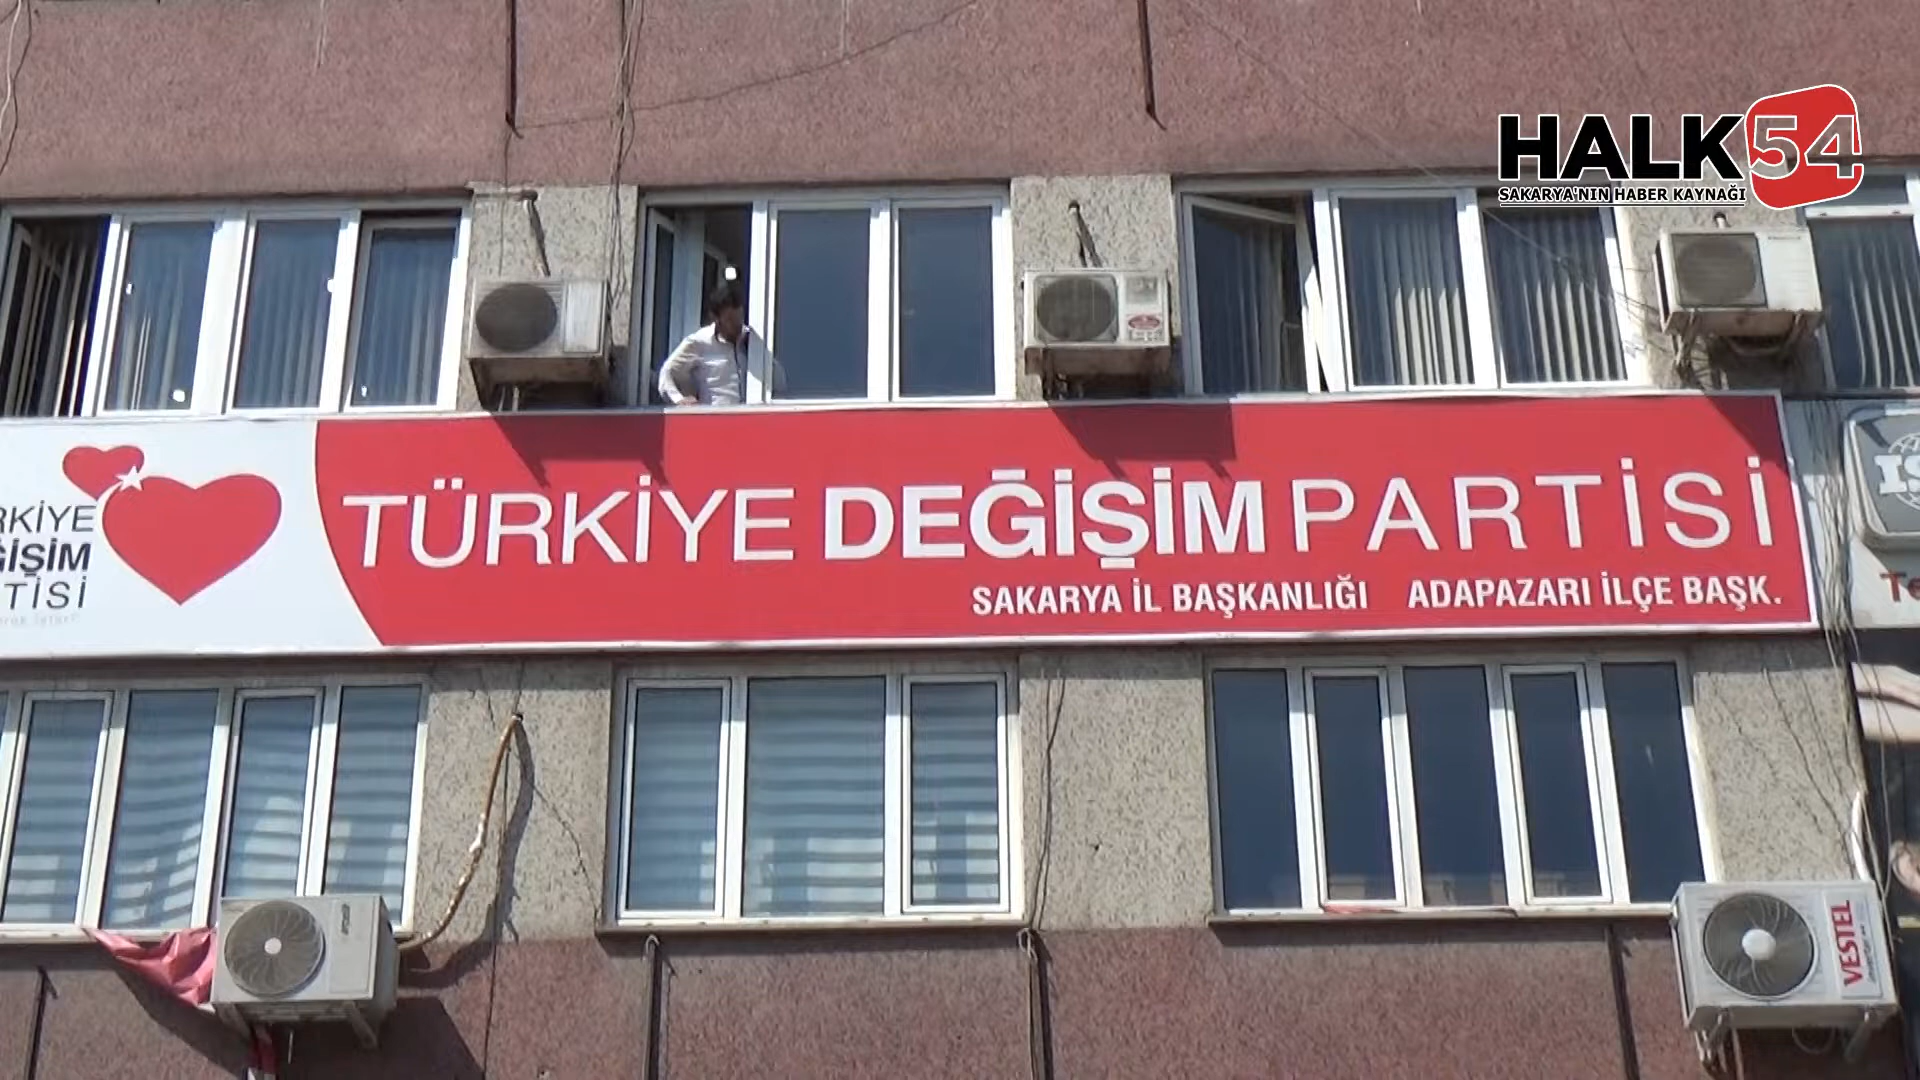 HALK54
SAKARYA'NIN HABER KAYNAĞI
TÜRKİYE DEĞİŞİM PARTİSİ
SAKARYA İL BAŞKANLIĞI ADAPAZARI İLÇE BAŞK.
RKİYE
ĞİŞİM
TİSİ
VESTEL